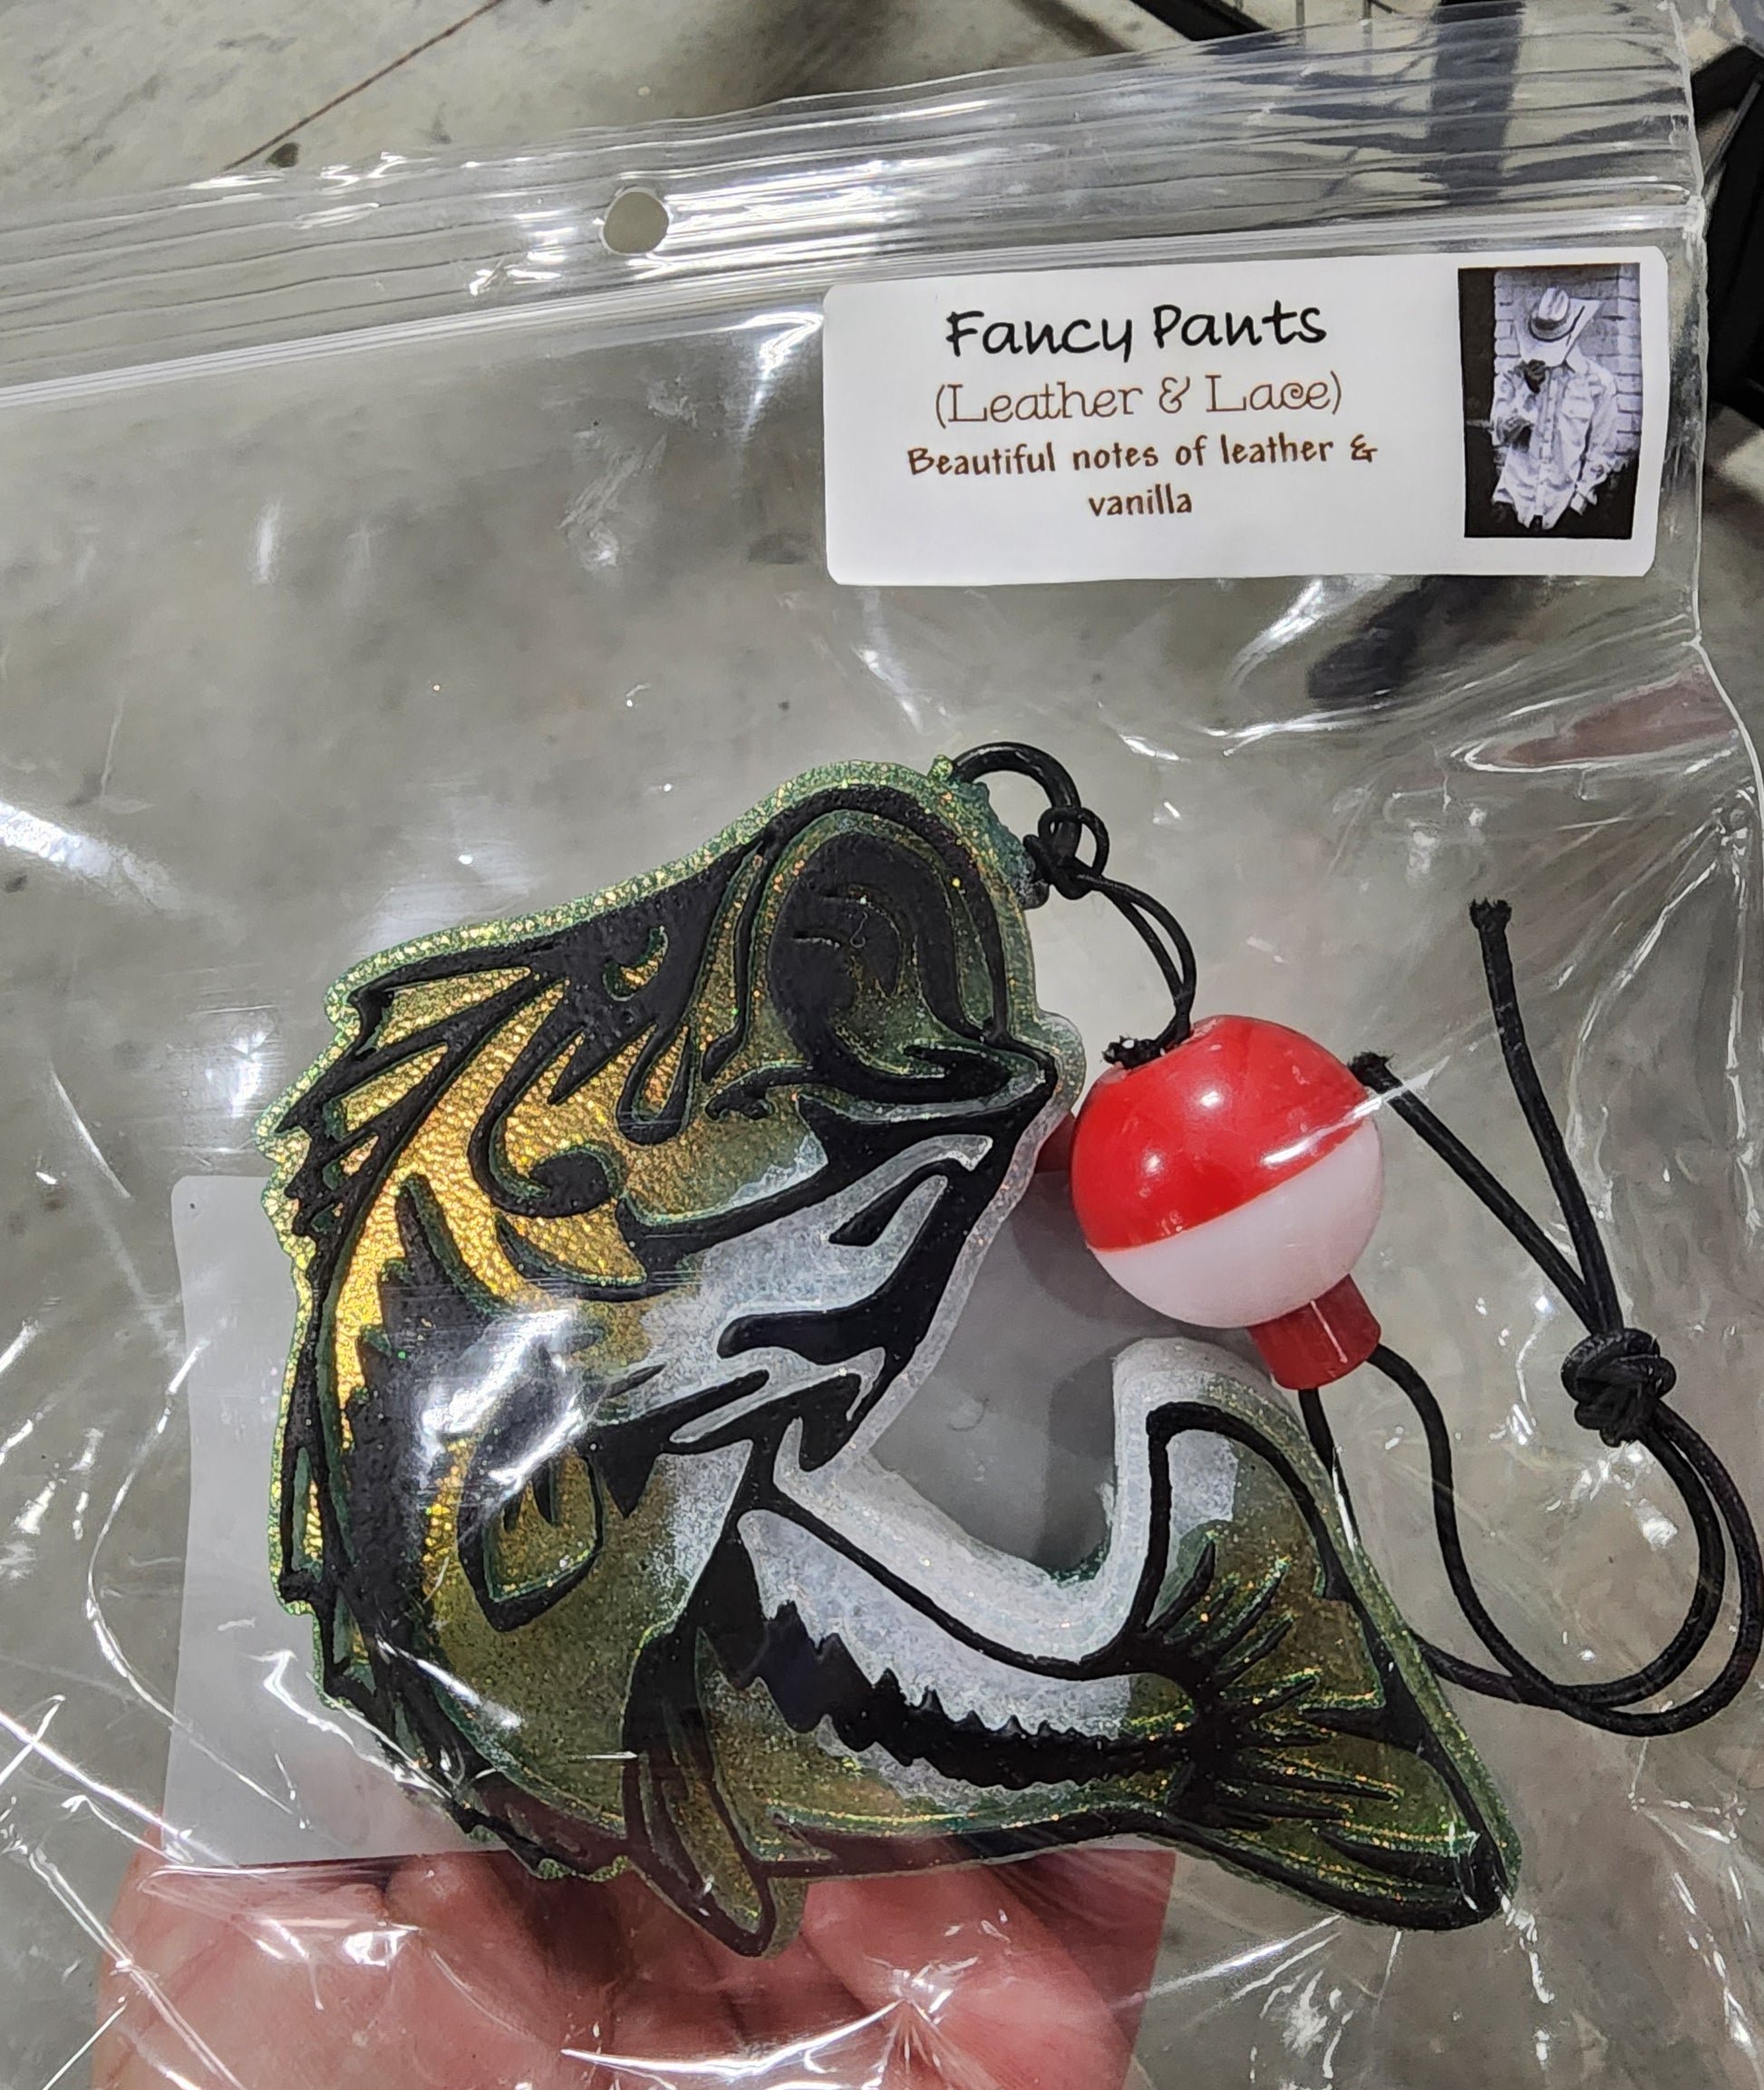 Fancy Pants
(Leather & Lace)
Beautiful notes of leather &
vanilla